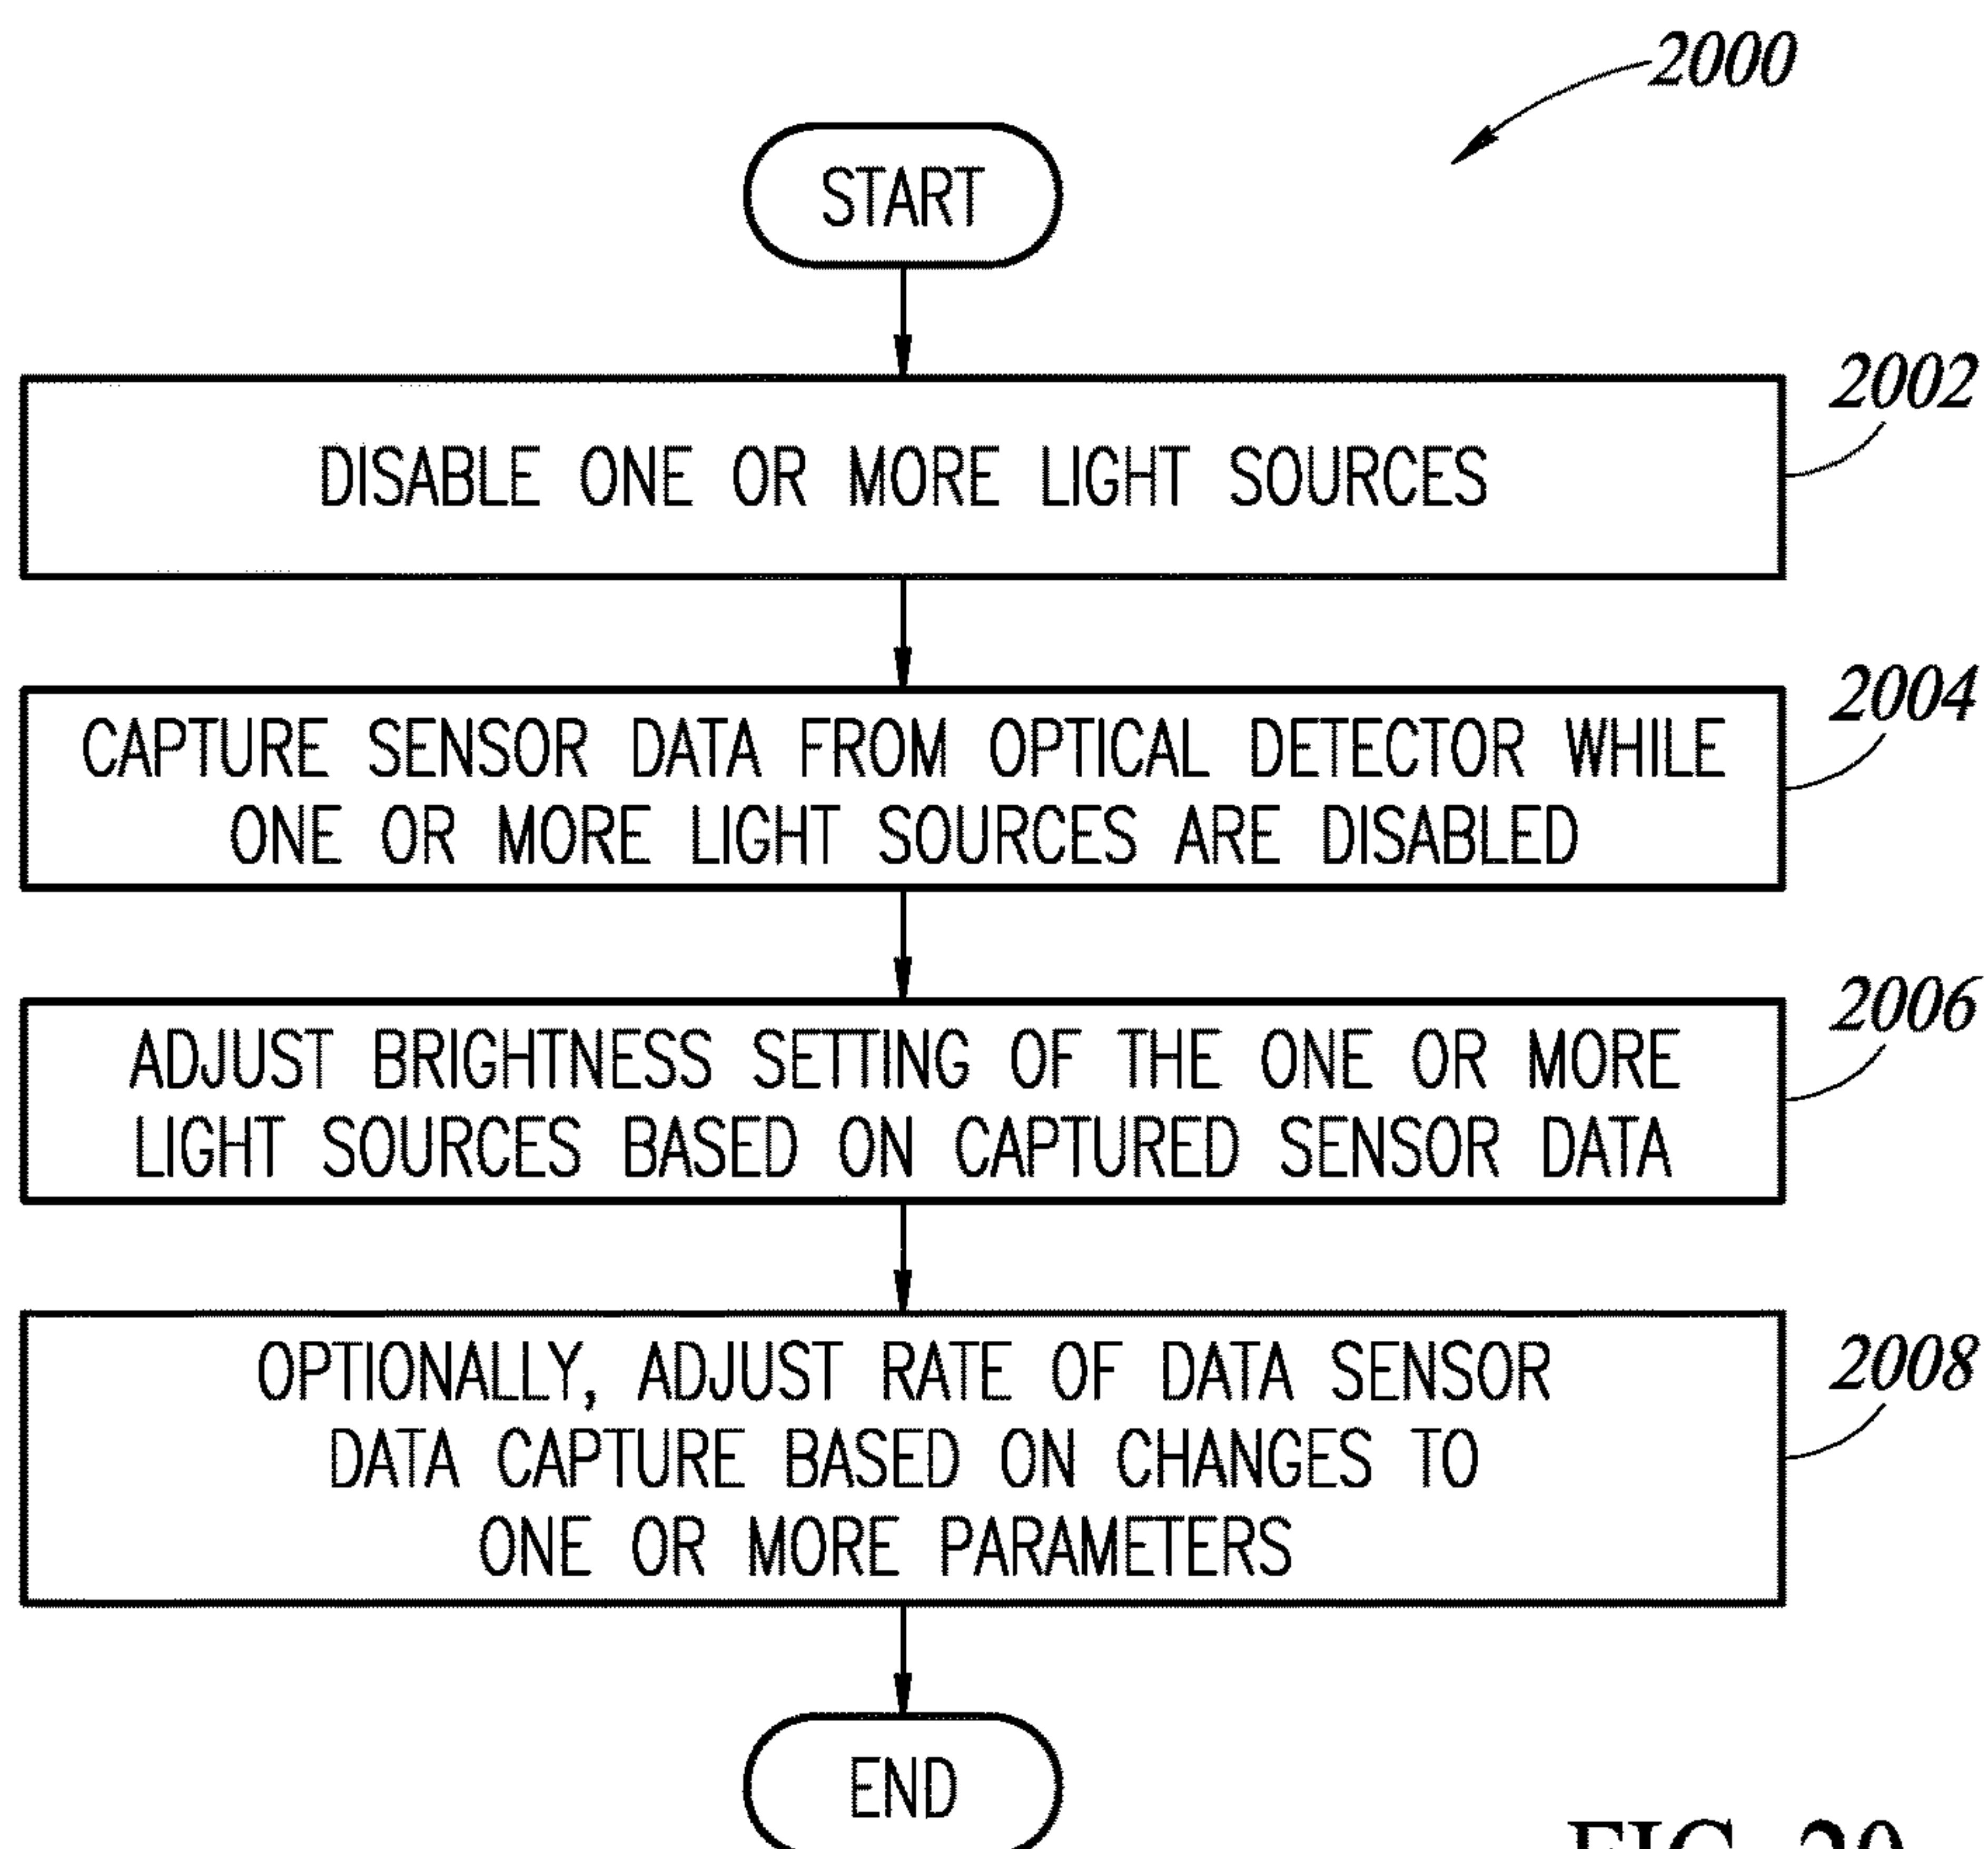 2000
START
2002
DISABLE ONE OR MORE LIGHT SOURCES
2004
CAPTURE SENSOR DATA FROM OPTICAL DETECTOR WHILE
ONE OR MORE LIGHT SOURCES ARE DISABLED
2006
ADJUST BRIGHTNESS SETTING OF THE ONE OR MORE
LIGHT SOURCES BASED ON CAPTURED SENSOR DATA
2008
OPTIONALLY, ADJUST RATE OF DATA SENSOR
DATA CAPTURE BASED ON CHANGES TO
ONE OR MORE PARAMETERS
END
FIG. 20